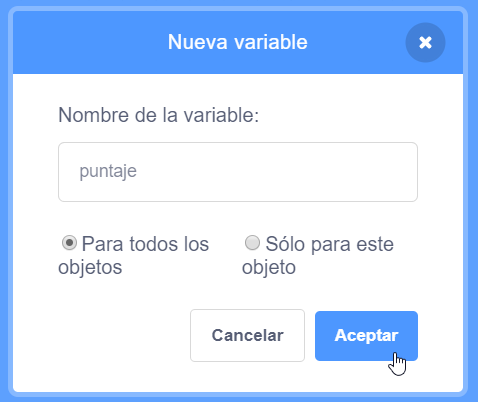 Nueva variable
Nombre de la variable:
puntaje
Para todos los
objetos
Sólo para este
objeto
Cancelar
Aceptar